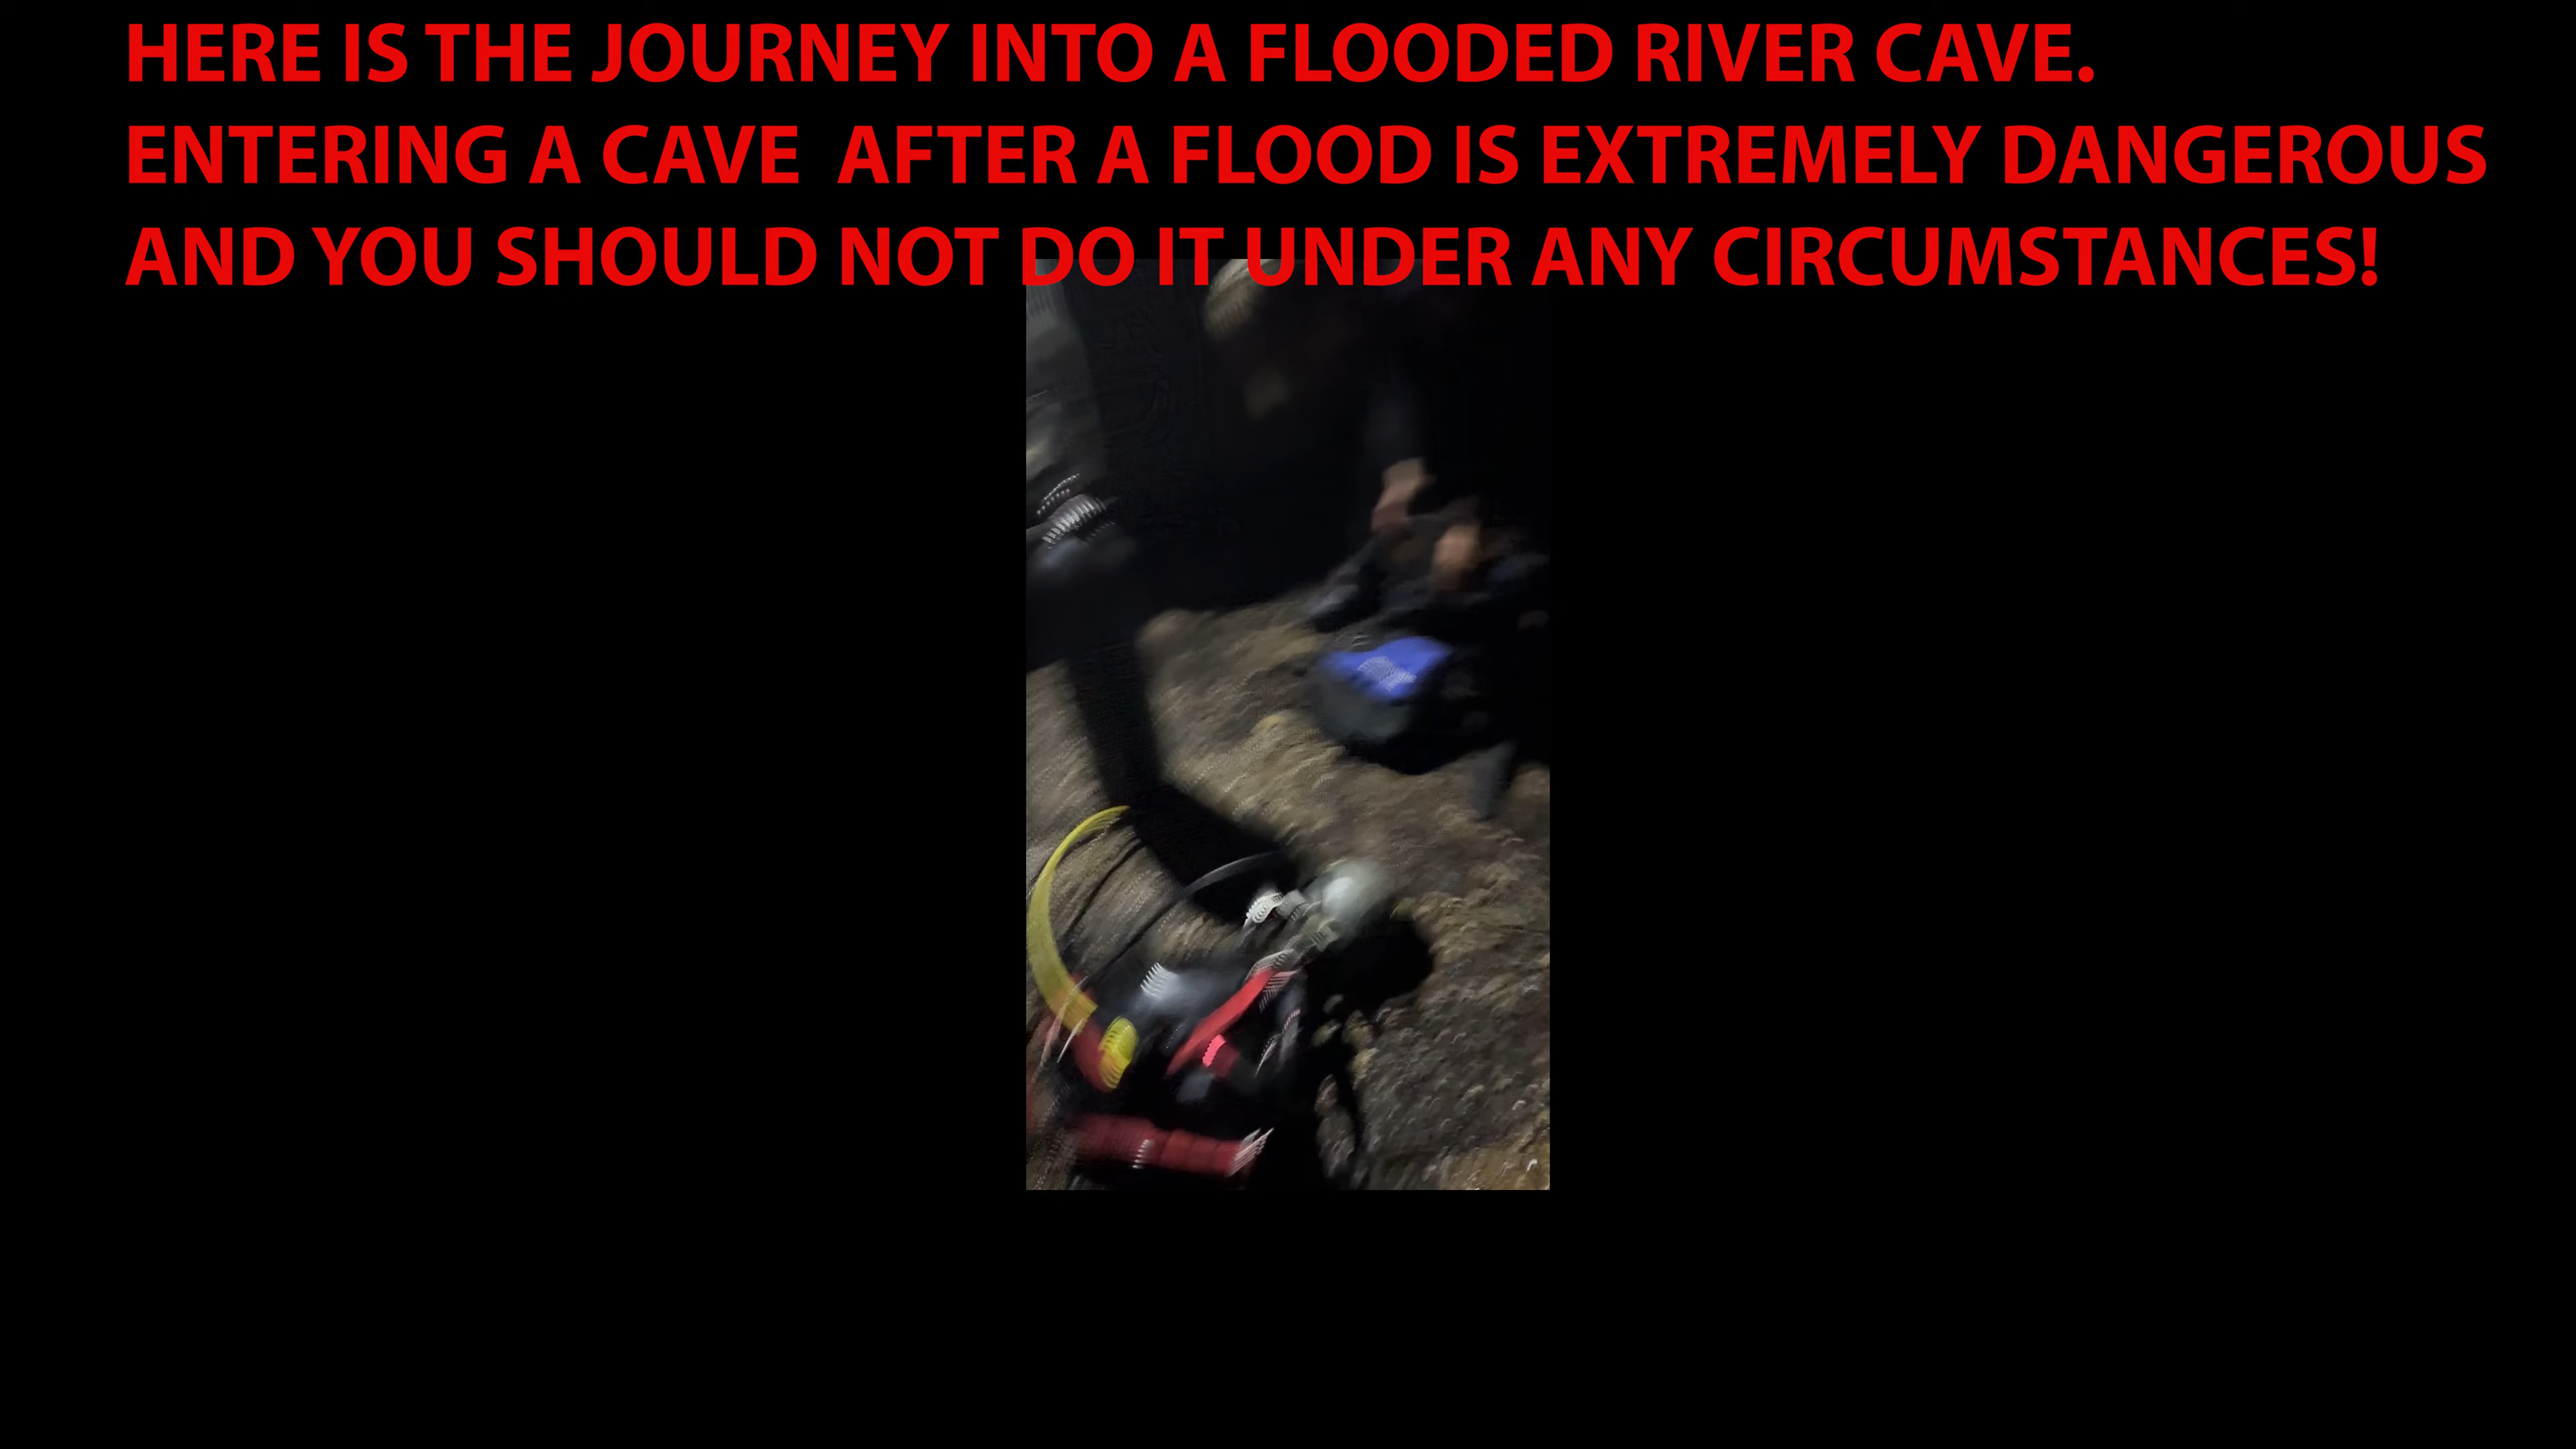 HERE IS THE JOURNEY INTO A FLOODED RIVER CAVE.
ENTERING A CAVE  AFTER A FLOOD IS EXTREMELY DANGEROUS
AND YOU SHOULD NOT DO IT UNDER ANY CIRCUMSTANCES!